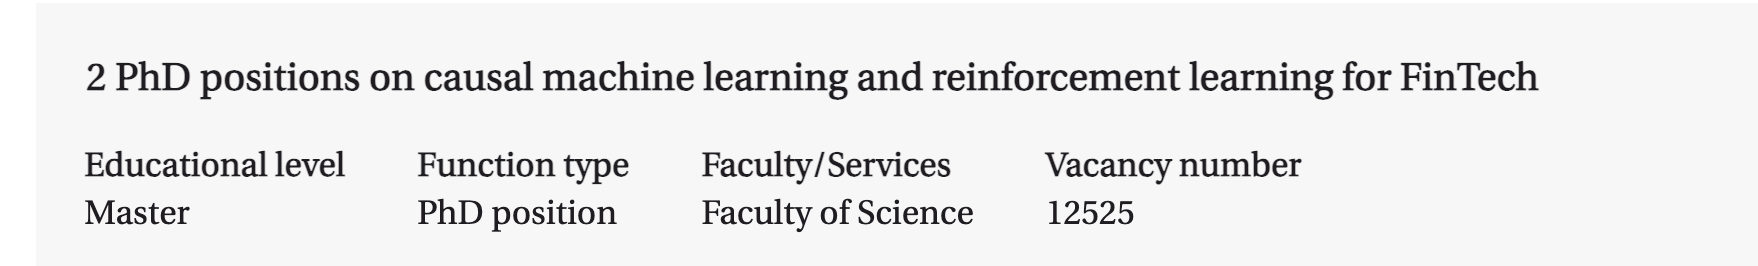 2 PhD positions on causal machine learning and reinforcement learning for FinTech
Educational level Function type Faculty/Services Vacancy number
Master PhD position Faculty of Science 12525